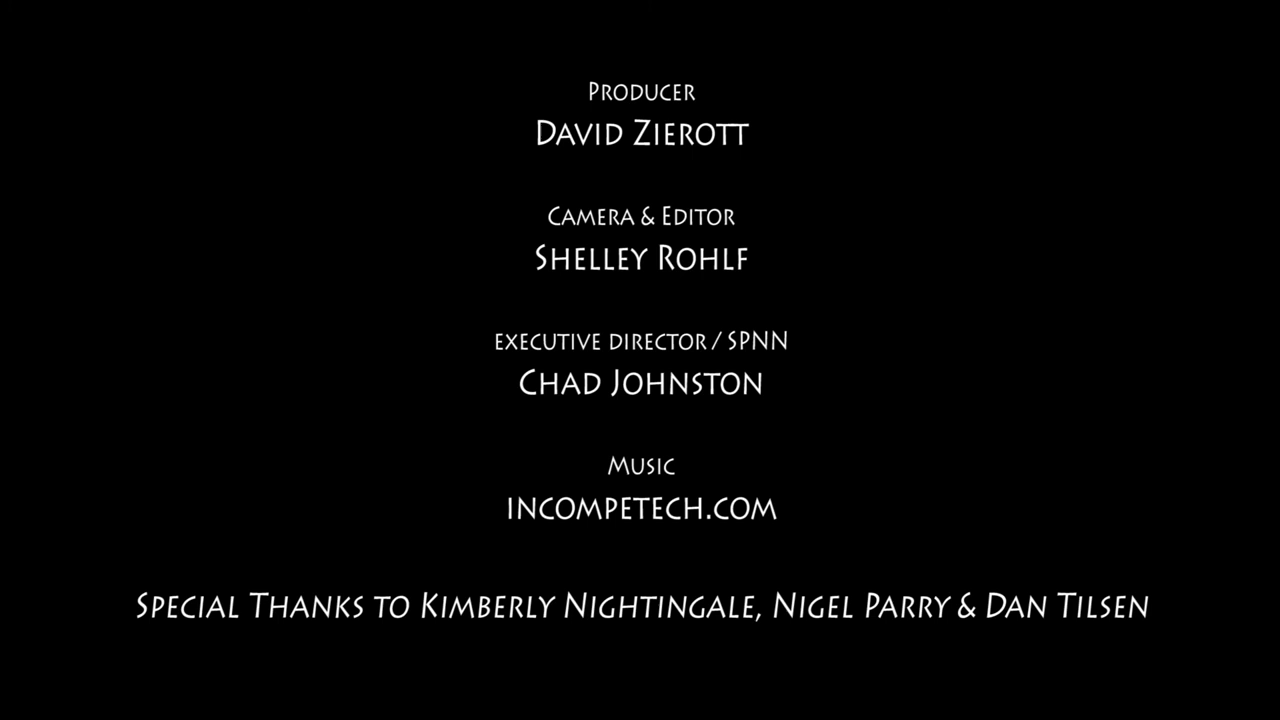 Producer
David Zierott
Camera & Editor
Shelley Rohlf
executive director / SPNN
Chad Johnston
Music
incompetech.com
Special Thanks to Kimberly Nightingale, Nigel Parry & Dan Tilsen